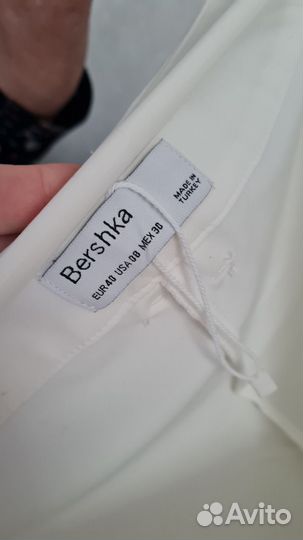 Bershka
EUR 40 USA 08 MEX 30
MADE IN
TURKEY
Avito